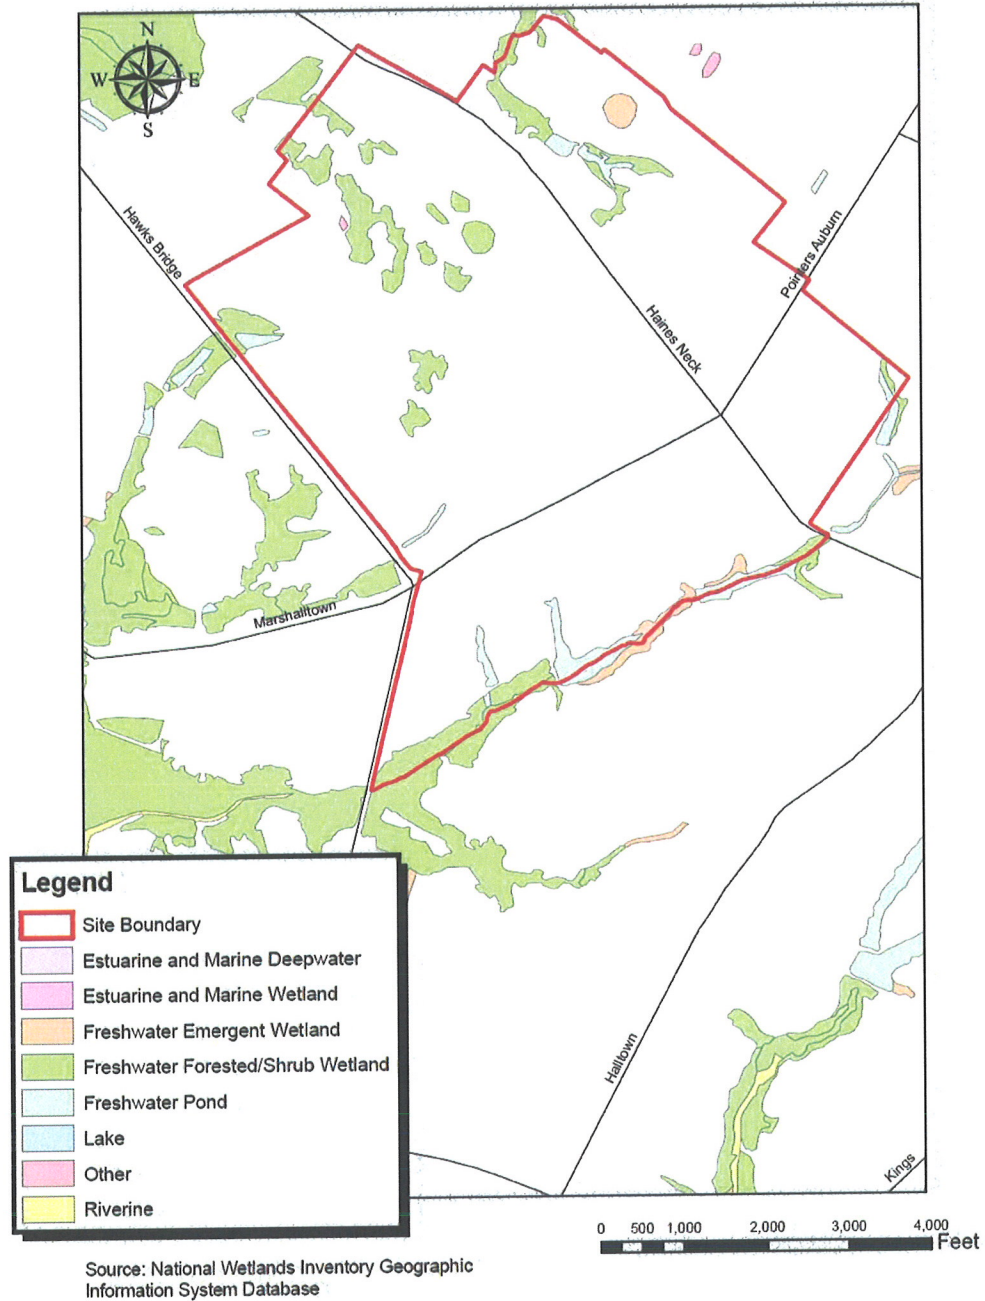 N
W E
S
Hawks Bridge
Haines Neck
Pointers Auburn
Marshalltown
Halltown
Kings
Legend
Site Boundary
Estuarine and Marine Deepwater
Estuarine and Marine Wetland
Freshwater Emergent Wetland
Freshwater Forested/Shrub Wetland
Freshwater Pond
Lake
Other
Riverine
0 500 1,000 2,000 3,000 4,000
Feet
Source: National Wetlands Inventory Geographic
Information System Database